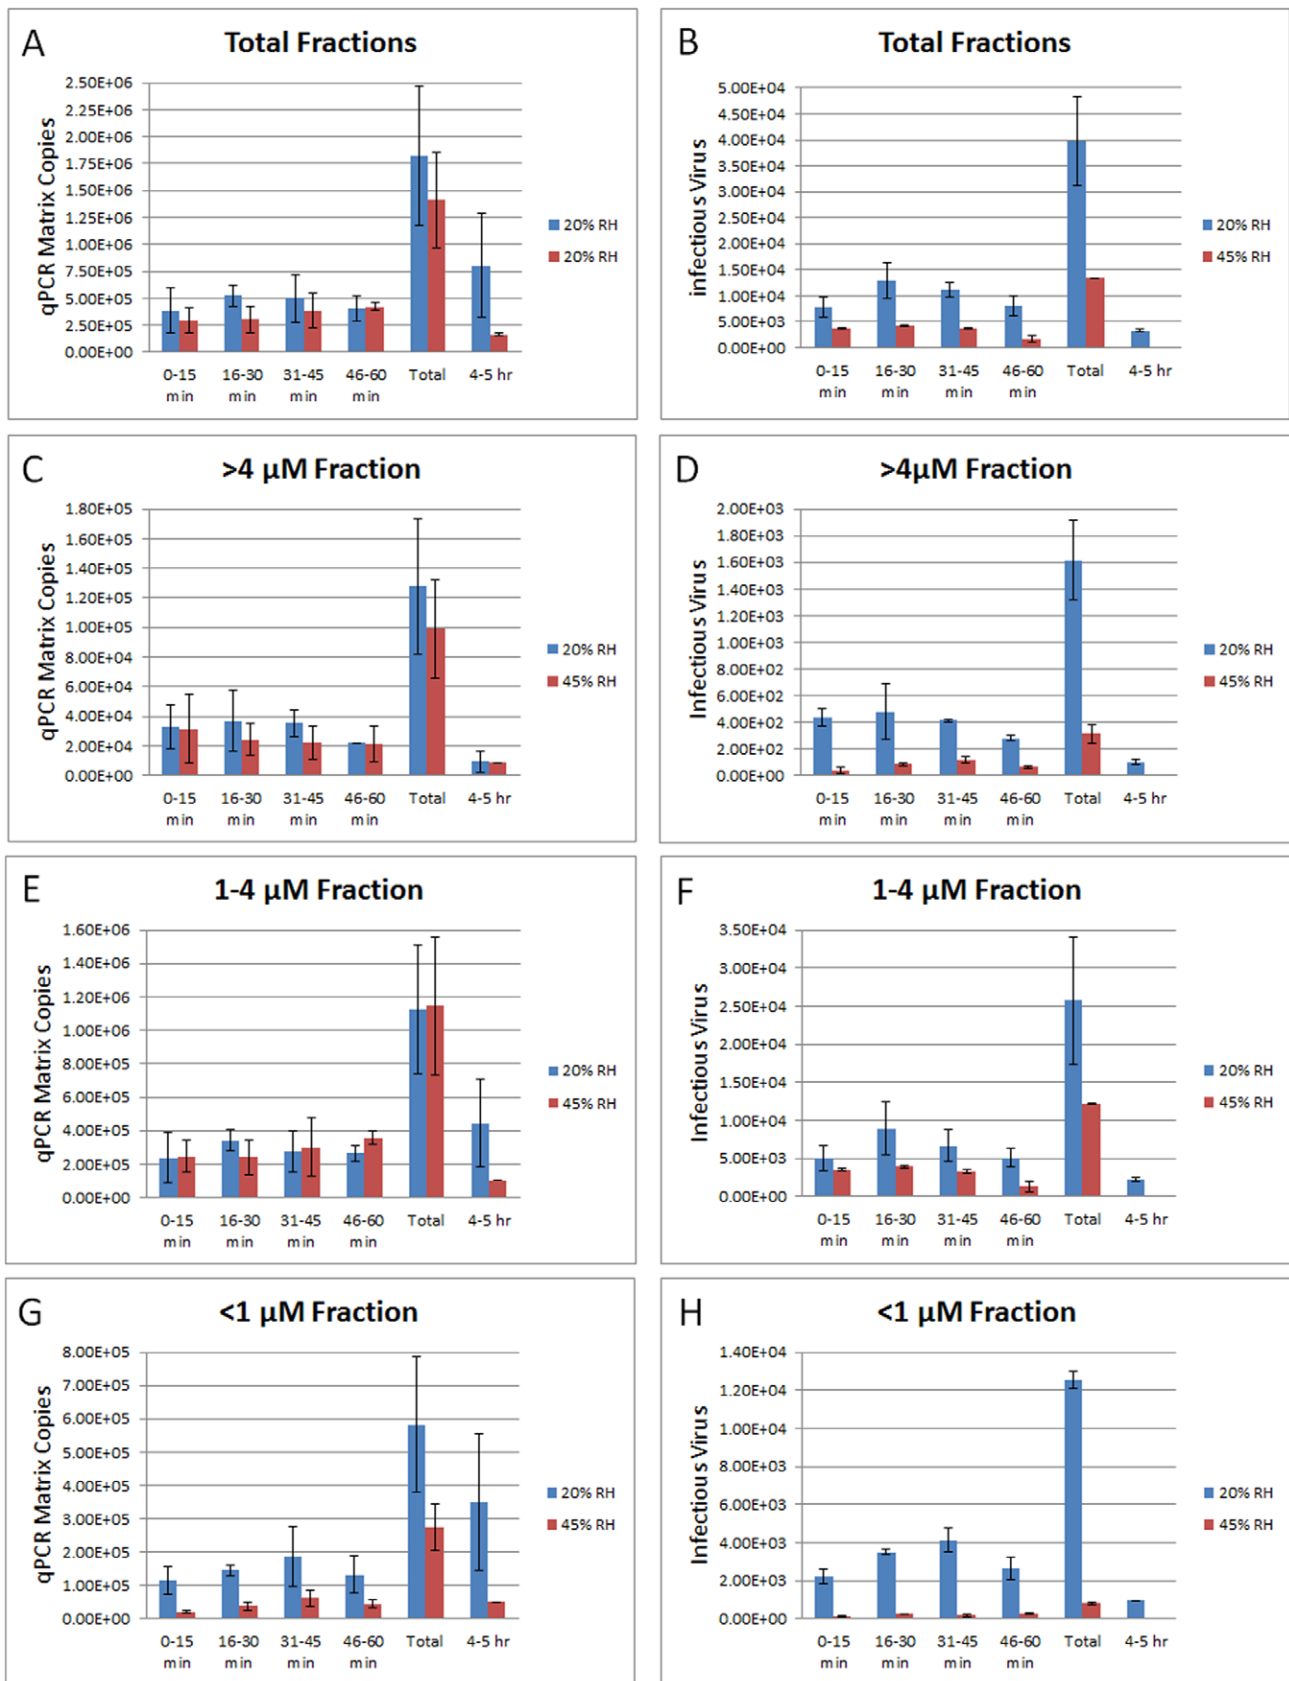 A
Total Fractions
qPCR Matrix Copies
2.50E+06
2.25E+06
2.00E+06
1.75E+06
1.50E+06
1.25E+06
1.00E+06
7.50E+05
5.00E+05
2.50E+05
0.00E+00
0-15 min
16-30 min
31-45 min
46-60 min
Total
4-5 hr
20% RH
20% RH
B
Total Fractions
infectious Virus
5.00E+04
4.50E+04
4.00E+04
3.50E+04
3.00E+04
2.50E+04
2.00E+04
1.50E+04
1.00E+04
5.00E+03
0.00E+00
0-15 min
16-30 min
31-45 min
46-60 min
Total
4-5 hr
20% RH
45% RH
C
>4 µM Fraction
qPCR Matrix Copies
1.80E+05
1.60E+05
1.40E+05
1.20E+05
1.00E+05
8.00E+04
6.00E+04
4.00E+04
2.00E+04
0.00E+00
0-15 min
16-30 min
31-45 min
46-60 min
Total
4-5 hr
20% RH
45% RH
D
>4µM Fraction
Infectious Virus
2.00E+03
1.80E+03
1.60E+03
1.40E+03
1.20E+03
1.00E+03
8.00E+02
6.00E+02
4.00E+02
2.00E+02
0.00E+00
0-15 min
16-30 min
31-45 min
46-60 min
Total
4-5 hr
20% RH
45% RH
E
1-4 µM Fraction
qPCR Matrix Copies
1.60E+06
1.40E+06
1.20E+06
1.00E+06
8.00E+05
6.00E+05
4.00E+05
2.00E+05
0.00E+00
0-15 min
16-30 min
31-45 min
46-60 min
Total
4-5 hr
20% RH
45% RH
F
1-4 µM Fraction
Infectious Virus
3.50E+04
3.00E+04
2.50E+04
2.00E+04
1.50E+04
1.00E+04
5.00E+03
0.00E+00
0-15 min
16-30 min
31-45 min
46-60 min
Total
4-5 hr
20% RH
45% RH
G
<1 µM Fraction
qPCR Matrix Copies
8.00E+05
7.00E+05
6.00E+05
5.00E+05
4.00E+05
3.00E+05
2.00E+05
1.00E+05
0.00E+00
0-15 min
16-30 min
31-45 min
46-60 min
Total
4-5 hr
20% RH
45% RH
H
<1 µM Fraction
Infectious Virus
1.40E+04
1.20E+04
1.00E+04
8.00E+03
6.00E+03
4.00E+03
2.00E+03
0.00E+00
0-15 min
16-30 min
31-45 min
46-60 min
Total
4-5 hr
20% RH
45% RH